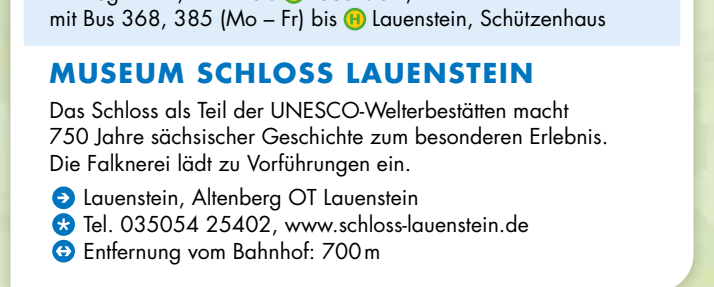 mit Bus 368, 385 (Mo – Fr) bis H Lauenstein, Schützenhaus
MUSEUM SCHLOSS LAUENSTEIN
Das Schloss als Teil der UNESCO-Welterbestätten macht
750 Jahre sächsischer Geschichte zum besonderen Erlebnis.
Die Falknerei lädt zu Vorführungen ein.
Lauenstein, Altenberg OT Lauenstein
Tel. 035054 25402, www.schloss-lauenstein.de
Entfernung vom Bahnhof: 700 m